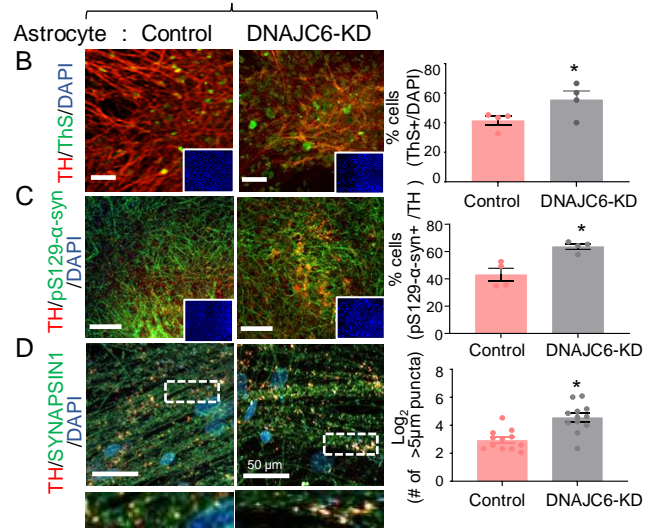 Astrocyte : Control DNAJC6-KD
B
TH/ThS/DAPI
% cells
(ThS+/DAPI)
80
60
40
20
0
*
Control DNAJC6-KD
C
TH/pS129-α-syn
/DAPI
% cells
(pS129-α-syn+ /TH )
80
60
40
20
0
*
Control DNAJC6-KD
D
TH/SYNAPSIN1
/DAPI
50 μm
Log2
(# of >5μm puncta)
8
6
4
2
0
*
Control DNAJC6-KD